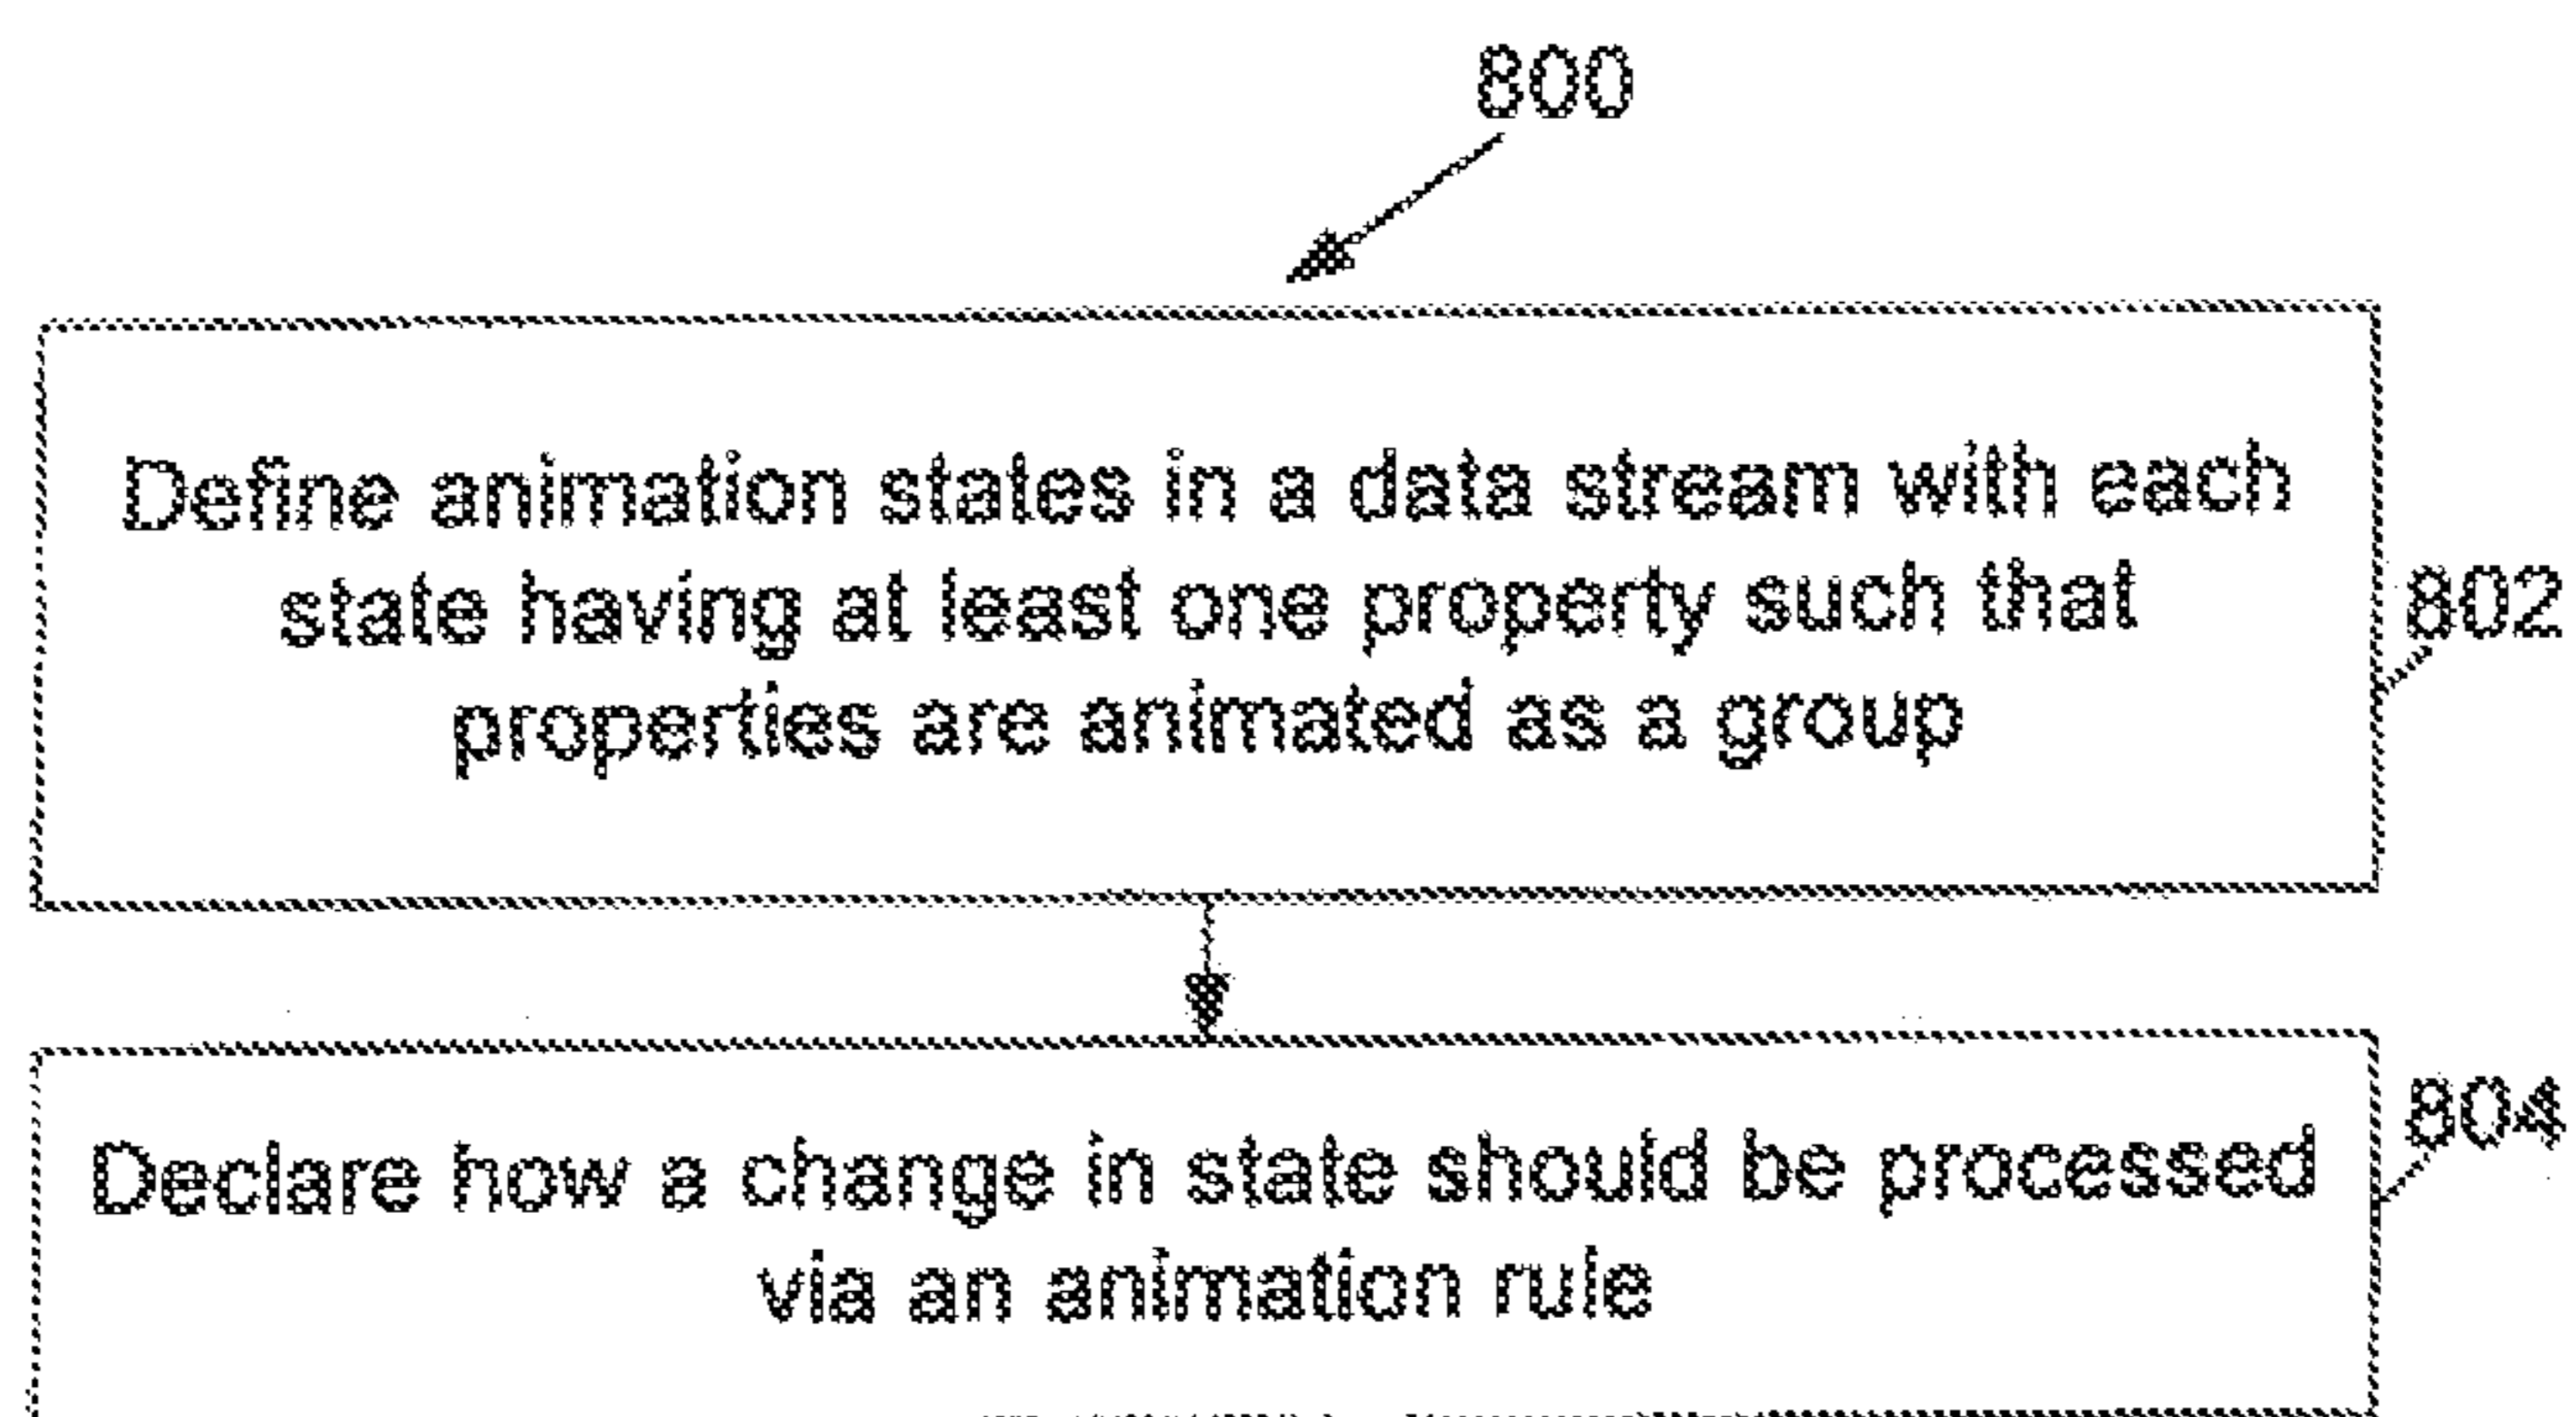 800
Define animation states in a data stream with each
state having at least one property such that
properties are animated as a group
802
Declare how a change in state should be processed
via an animation rule
804